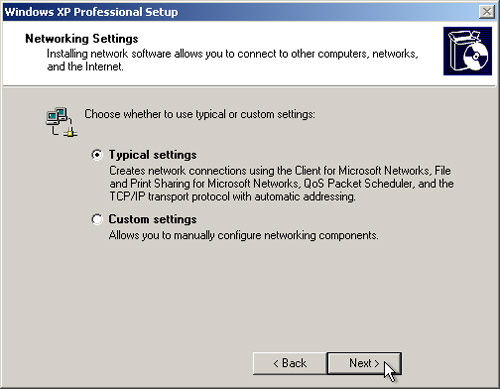 Windows XP Professional Setup
Networking Settings
Installing network software allows you to connect to other computers, networks,
and the Internet.
Choose whether to use typical or custom settings:
Typical settings
Creates network connections using the Client for Microsoft Networks, File
and Print Sharing for Microsoft Networks, QoS Packet Scheduler, and the
TCP/IP transport protocol with automatic addressing.
Custom settings
Allows you to manually configure networking components.
< Back Next >